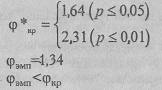 φ*кр = { 1,64 (p ≤ 0,05)
2,31 (p ≤ 0,01)
φэмп=1,34
φэмп<φкр